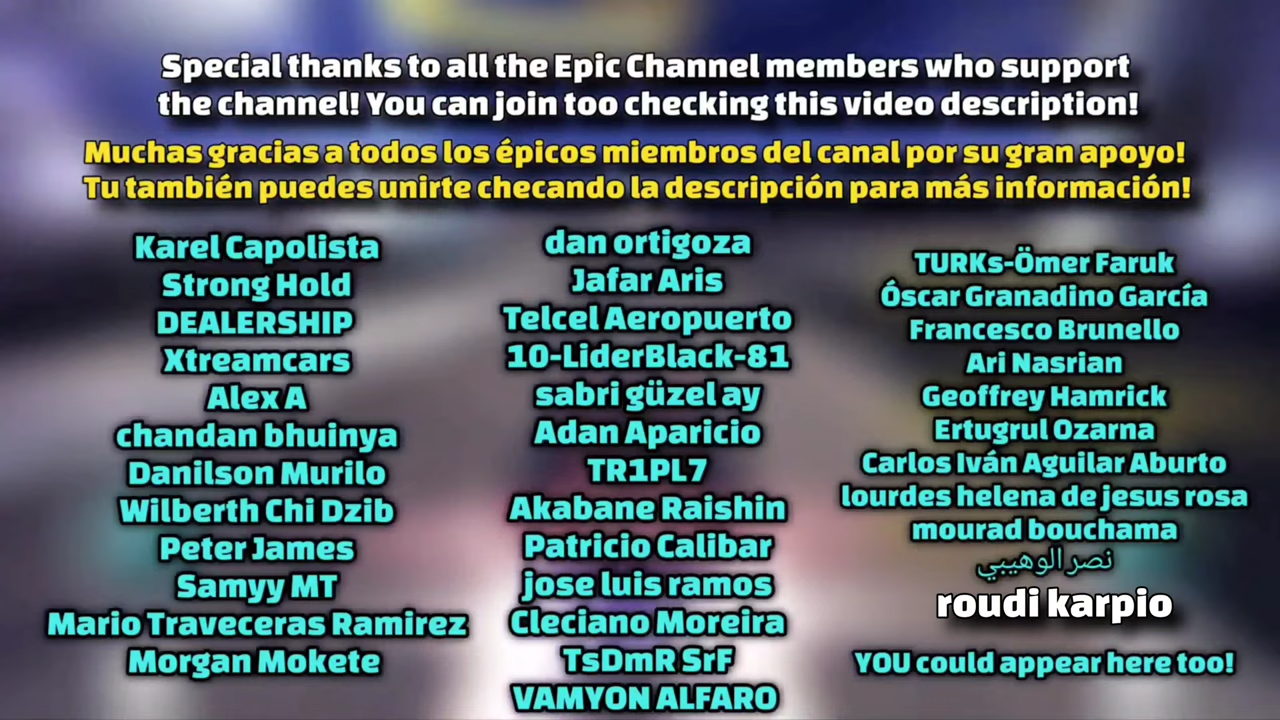 Special thanks to all the Epic Channel members who support
the channel! You can join too checking this video description!
Muchas gracias a todos los épicos miembros del canal por su gran apoyo!
Tu también puedes unirte checando la descripción para más información!
Karel Capolista
Strong Hold
DEALERSHIP
Xtreamcars
Alex A
chandan bhuinya
Danilson Murilo
Wilberth Chi Dzib
Peter James
Samyy MT
Mario Traveceras Ramirez
Morgan Mokete
dan ortigoza
Jafar Aris
Telcel Aeropuerto
10-LiderBlack-81
sabri güzel ay
Adan Aparicio
TR1PL7
Akabane Raishin
Patricio Calibar
jose luis ramos
Cleciano Moreira
TsDmR SrF
VAMYON ALFARO
TURKs-Ömer Faruk
Óscar Granadino García
Francesco Brunello
Ari Nasrian
Geoffrey Hamrick
Ertugrul Ozarna
Carlos Iván Aguilar Aburto
lourdes helena de jesus rosa
mourad bouchama
نصر الوهيبي
roudi karpio
YOU could appear here too!